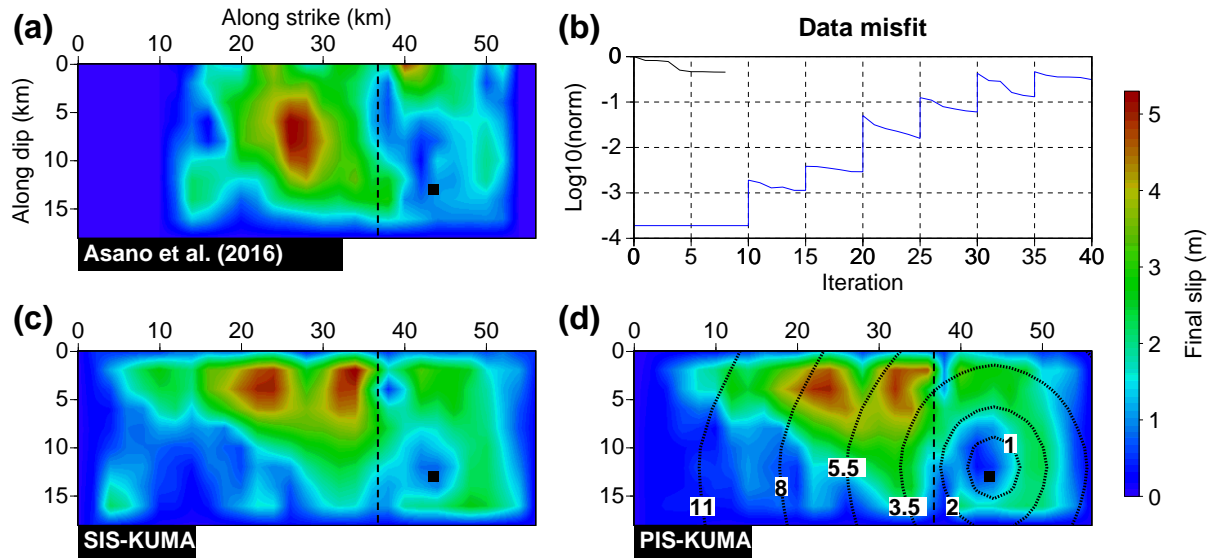 (a)
Along strike (km)
0 10 20 30 40 50
Along dip (km)
0
5
10
15
Asano et al. (2016)
(b)
Data misfit
Log10(norm)
-0
-1
-2
-3
-4
0 5 10 15 20 25 30 35 40
Iteration
Final slip (m)
5
4
3
2
1
0
(c)
0 10 20 30 40 50
0
5
10
15
SIS-KUMA
(d)
0 10 20 30 40 50
0
5
10
15
11
8
5.5
3.5
2
1
PIS-KUMA